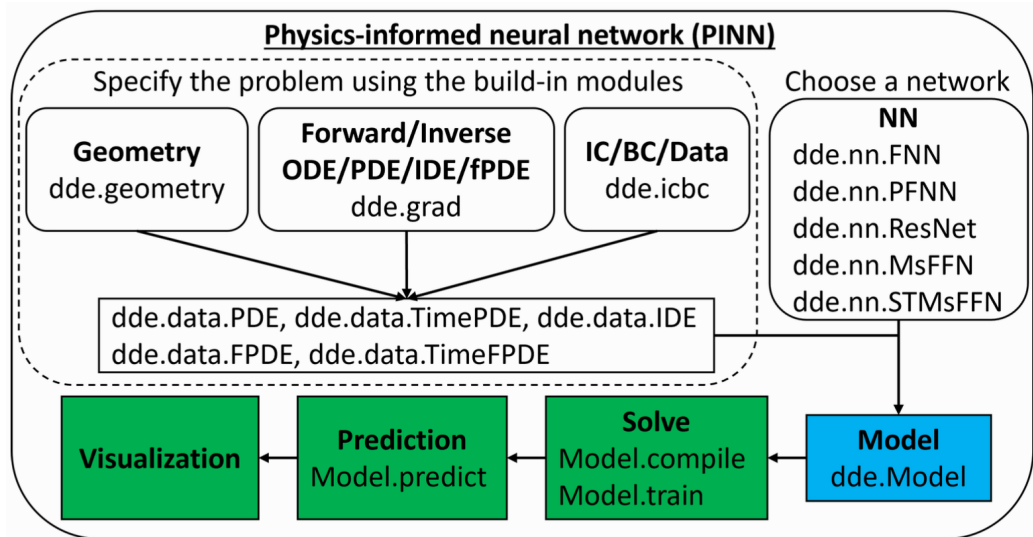 Physics-informed neural network (PINN)
Specify the problem using the build-in modules
Geometry
dde.geometry
Forward/Inverse
ODE/PDE/IDE/fPDE
dde.grad
IC/BC/Data
dde.icbc
dde.data.PDE, dde.data.TimePDE, dde.data.IDE
dde.data.FPDE, dde.data.TimeFPDE
Choose a network
NN
dde.nn.FNN
dde.nn.PFNN
dde.nn.ResNet
dde.nn.MsFFN
dde.nn.STMsFFN
Model
dde.Model
Solve
Model.compile
Model.train
Prediction
Model.predict
Visualization